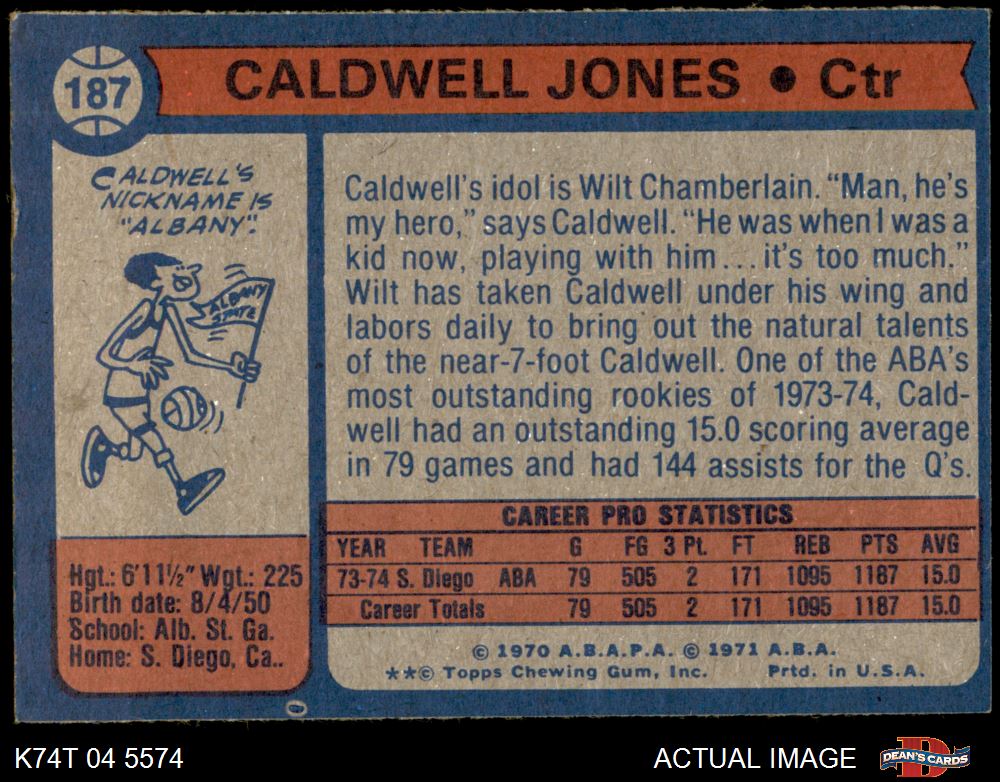 187
CALDWELL JONES • Ctr
CALDWELL'S
NICKNAME IS
"ALBANY".
ALBANY
STATE
Caldwell's idol is Wilt Chamberlain. "Man, he's
my hero," says Caldwell. "He was when I was a
kid now, playing with him...it's too much."
Wilt has taken Caldwell under his wing and
labors daily to bring out the natural talents
of the near-7-foot Caldwell. One of the ABA's
most outstanding rookies of 1973-74, Cald-
well had an outstanding 15.0 scoring average
in 79 games and had 144 assists for the Q's.
Hgt.: 6'11½" Wgt.: 225
Birth date: 8/4/50
School: Alb. St. Ga.
Home: S. Diego, Ca..
CAREER PRO STATISTICS
YEAR TEAM G FG 3 Pt. FT REB PTS AVG
73-74 S. Diego ABA 79 505 2 171 1095 1187 15.0
Career Totals 79 505 2 171 1095 1187 15.0
© 1970 A.B.A.P.A. © 1971 A.B.A.
**© Topps Chewing Gum, Inc. Prtd. in U.S.A.
K74T 04 5574
ACTUAL IMAGE
DEAN'S CARDS